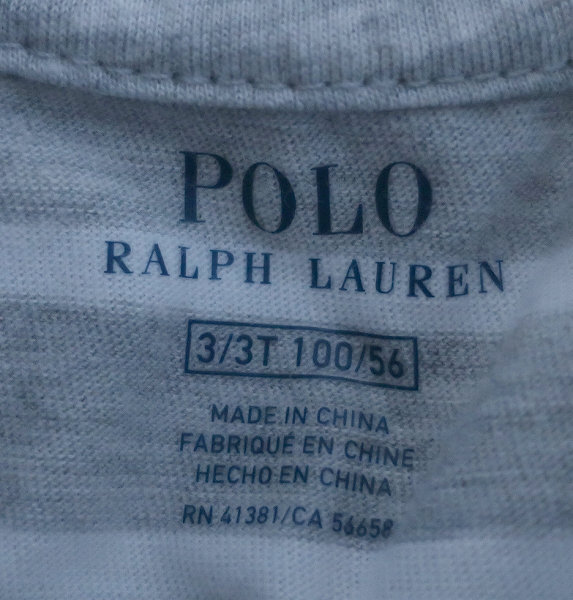 POLO
RALPH LAUREN
3/3T 100/56
MADE IN CHINA
FABRIQUÉ EN CHINE
HECHO EN CHINA
RN 41381/CA 56658